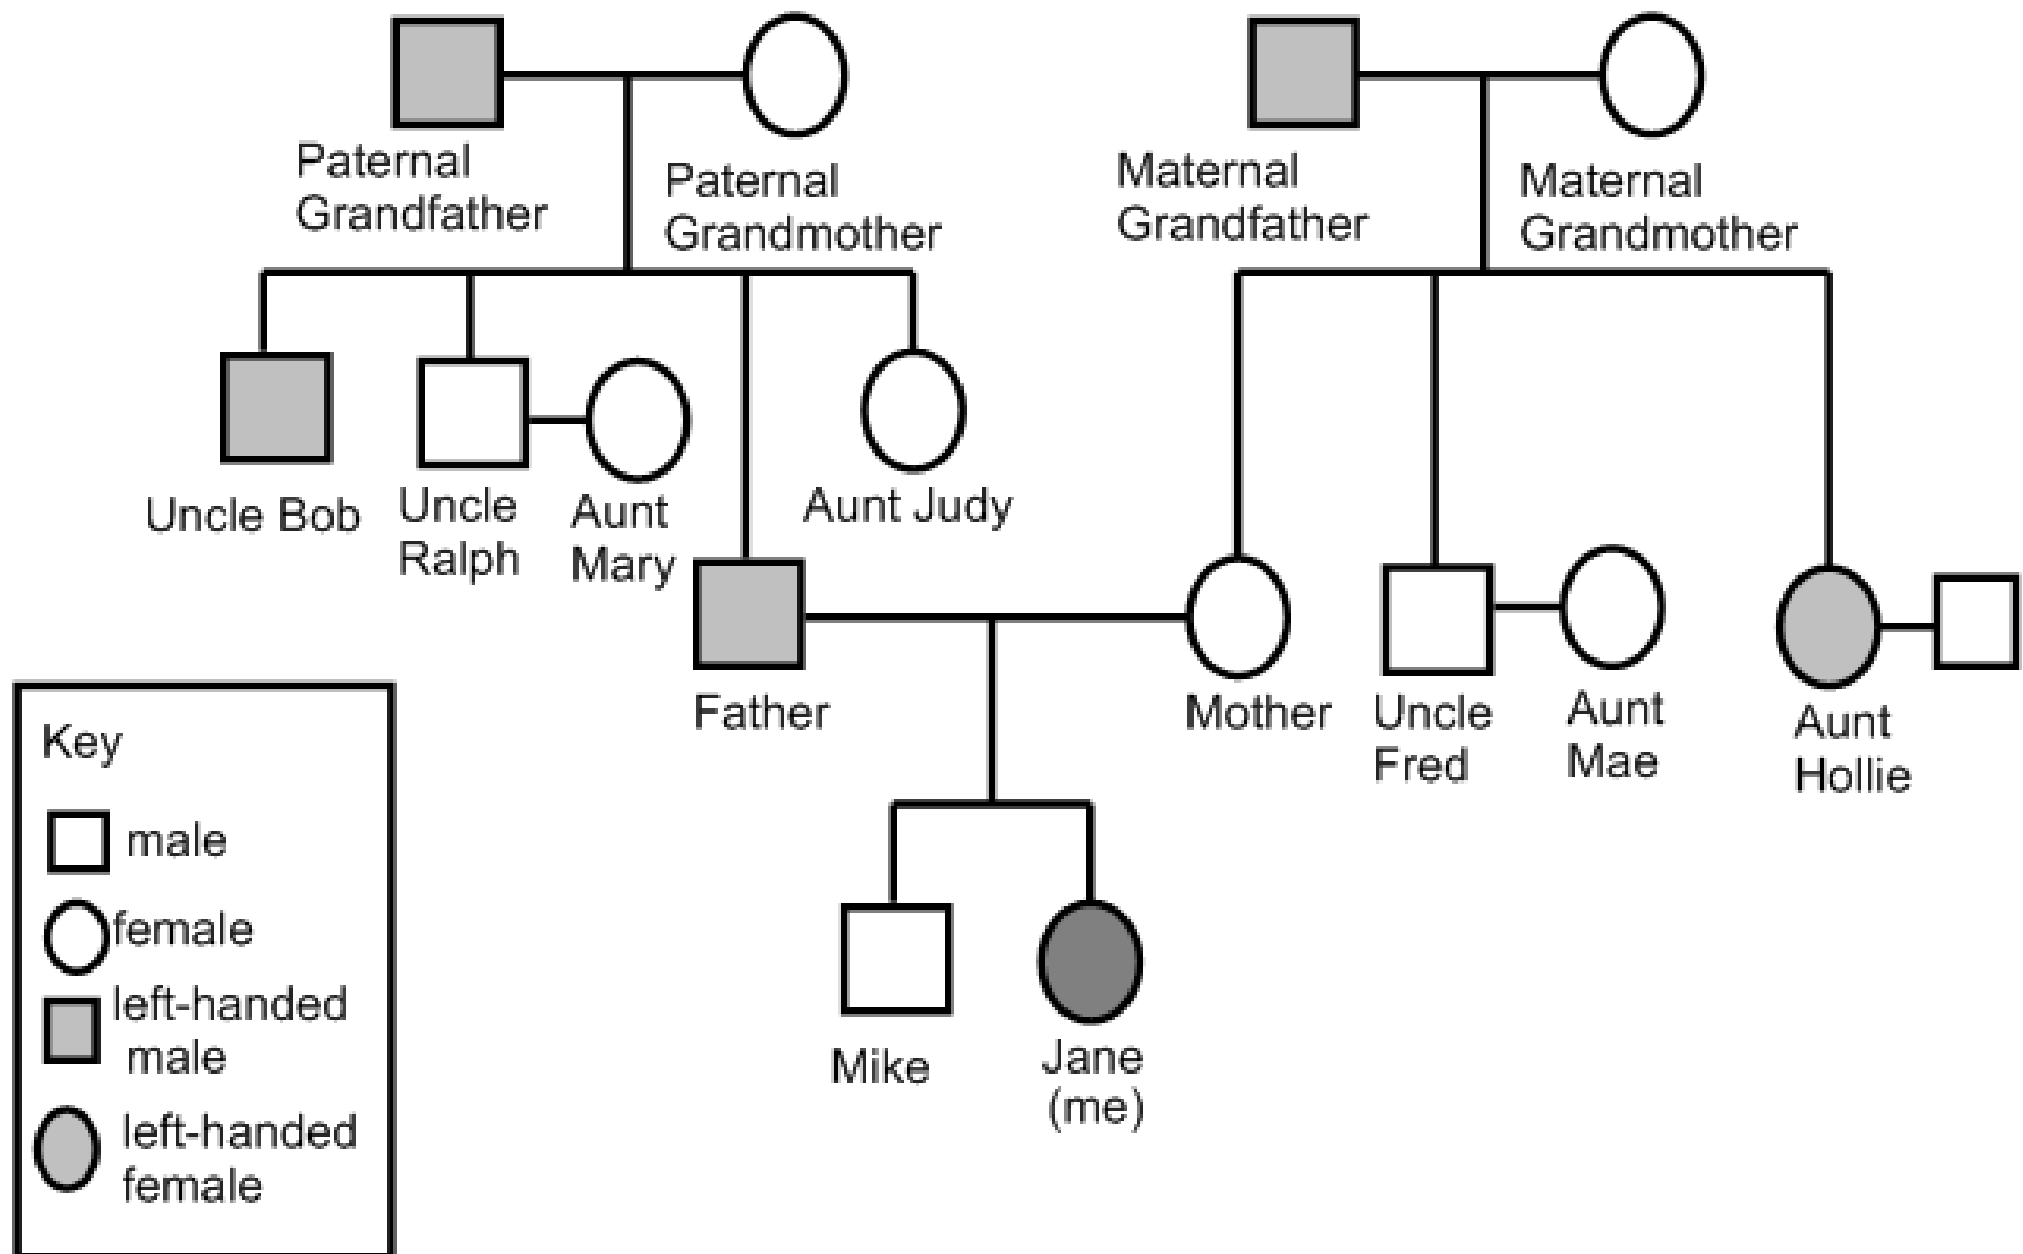 Paternal
Grandfather
Paternal
Grandmother
Maternal
Grandfather
Maternal
Grandmother
Uncle Bob
Uncle
Ralph
Aunt
Mary
Aunt Judy
Father
Mother
Uncle
Fred
Aunt
Mae
Aunt
Hollie
Mike
Jane
(me)
Key
male
female
left-handed
male
left-handed
female